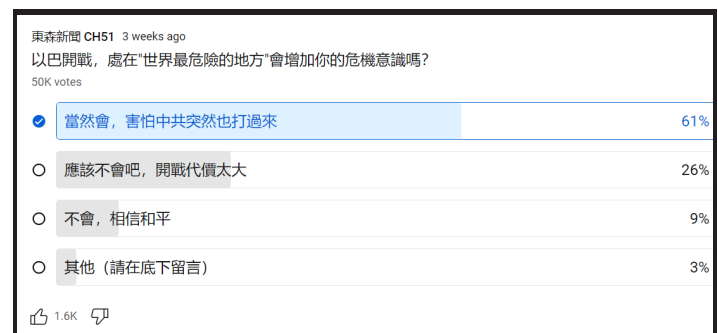 東森新聞 CH51 3 weeks ago
以巴開戰，處在"世界最危險的地方"會增加你的危機意識嗎?
50K votes
當然會，害怕中共突然也打過來 61%
應該不會吧，開戰代價太大 26%
不會，相信和平 9%
其他（請在底下留言） 3%
1.6K